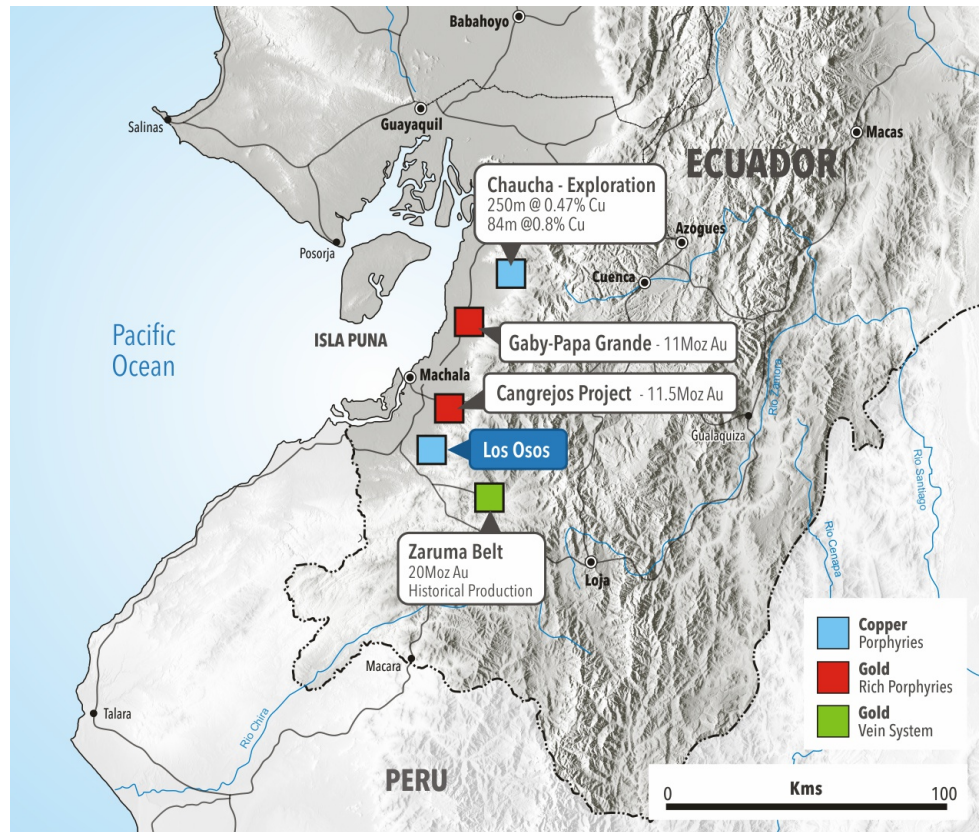 Babahoyo
Salinas
Guayaquil
Macas
ECUADOR
Chaucha - Exploration
250m @ 0.47% Cu
84m @0.8% Cu
Posorja
Azogues
Cuenca
Pacific
Ocean
ISLA PUNA
Gaby-Papa Grande - 11Moz Au
Machala
Cangrejos Project - 11.5Moz Au
Rio Zamora
Gualaquiza
Los Osos
Rio Santiago
Zaruma Belt
20Moz Au
Historical Production
Rio Cenapa
Loja
Macara
Talara
Rio Chira
PERU
Copper
Porphyries
Gold
Rich Porphyries
Gold
Vein System
Kms
0 100